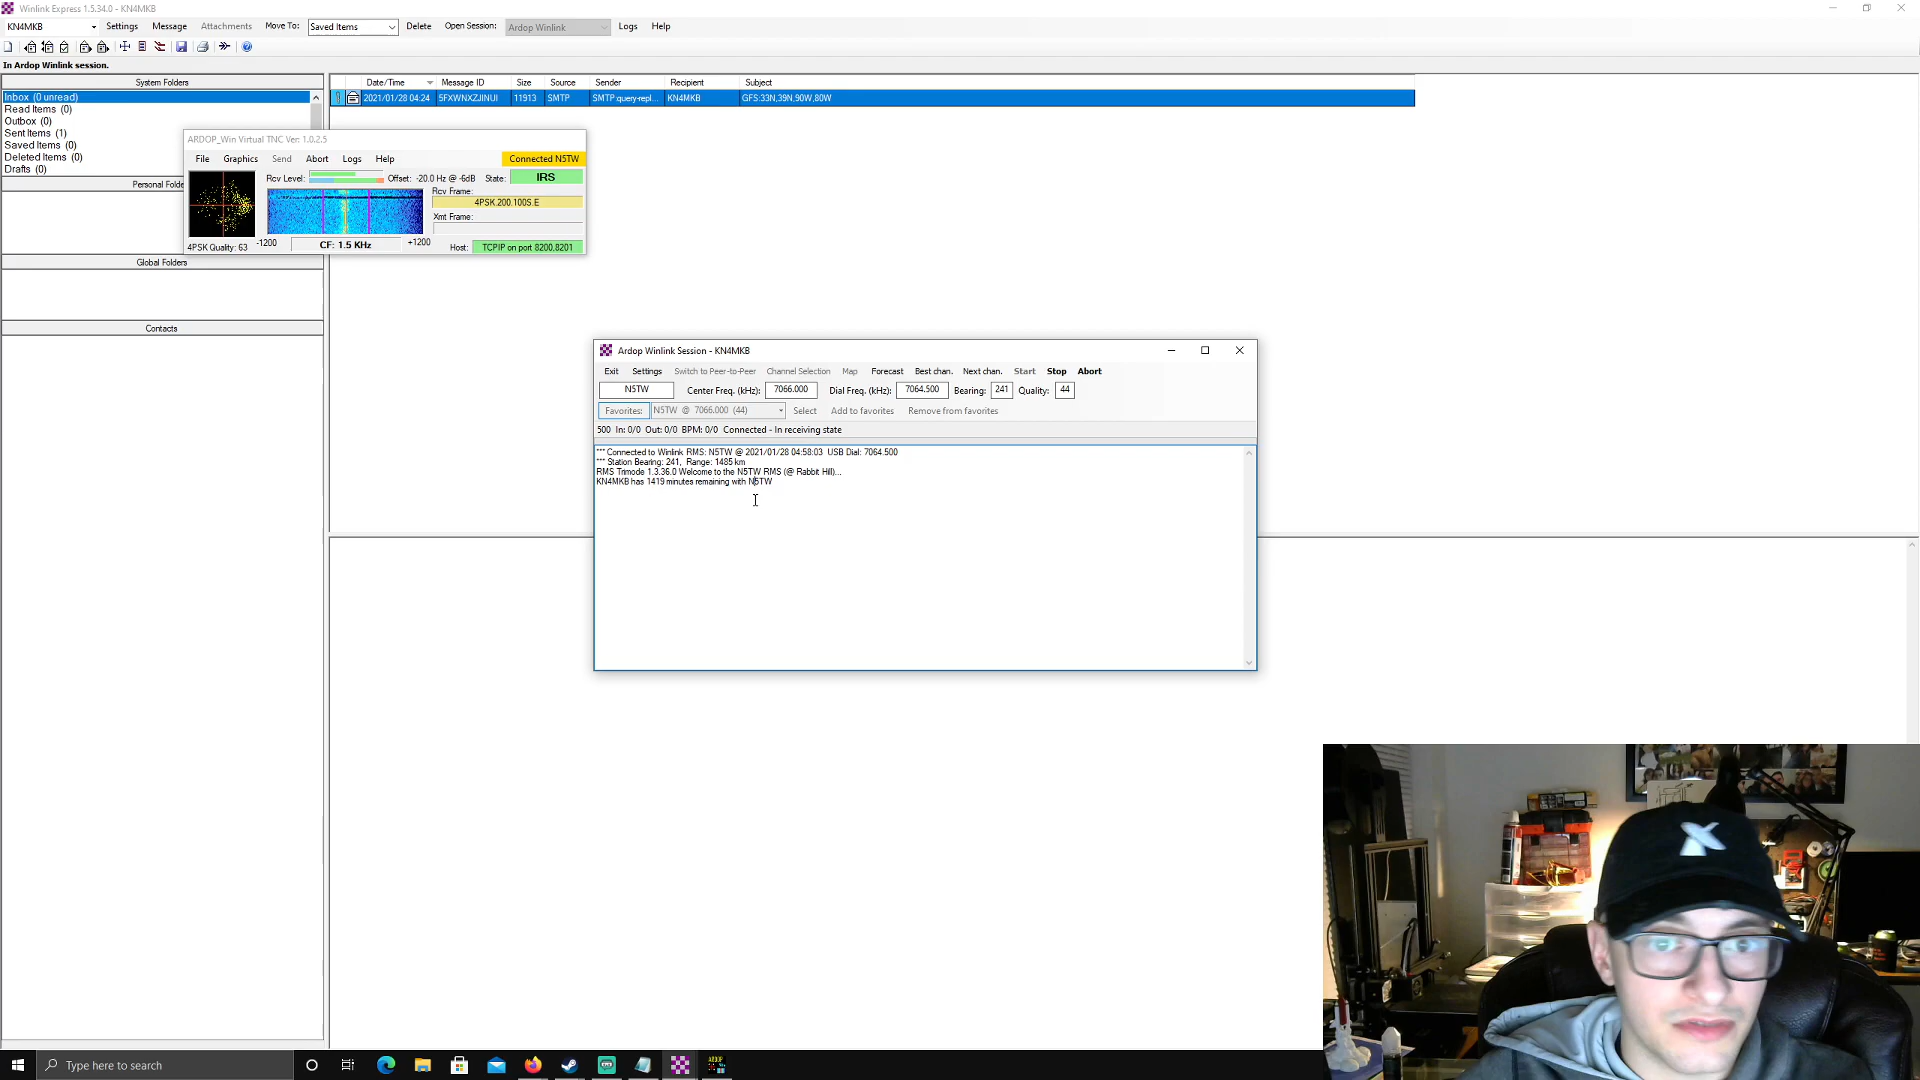 Winlink Express 1.5.34.0 - KN4MKB
KN4MKB Settings Message Attachments Move To: Saved Items Delete Open Session: Ardop Winlink Logs Help
In Ardop Winlink session.
System Folders
Inbox (0 unread)
Read Items (0)
Outbox (0)
Sent Items (1)
Saved Items (0)
Deleted Items (0)
Drafts (0)
Personal Folde
Global Folders
Contacts
Date/Time Message ID Size Source Sender Recipient Subject
2021/01/28 04:24 5FXWNXZJINUI 11913 SMTP SMTP:query-repl... KN4MKB GFS:33N,39N,90W,80W
ARDOP_Win Virtual TNC Ver: 1.0.2.5
File Graphics Send Abort Logs Help Connected N5TW
Rcv Level: Offset: -20.0 Hz @ -6dB State: IRS
Rcv Frame:
4PSK.200.100S.E
Xmt Frame:
4PSK Quality: 63 -1200 CF: 1.5 KHz +1200 Host: TCPIP on port 8200,8201
Ardop Winlink Session - KN4MKB
Exit Settings Switch to Peer-to-Peer Channel Selection Map Forecast Best chan. Next chan. Start Stop Abort
N5TW Center Freq. (kHz): 7066.000 Dial Freq. (kHz): 7064.500 Bearing: 241 Quality: 44
Favorites: N5TW @ 7066.000 (44) Select Add to favorites Remove from favorites
500 In: 0/0 Out: 0/0 BPM: 0/0 Connected - In receiving state
*** Connected to Winlink RMS: N5TW @ 2021/01/28 04:58:03 USB Dial: 7064.500
*** Station Bearing: 241, Range: 1485 km
RMS Trimode 1.3.36.0 Welcome to the N5TW RMS (@ Rabbit Hill)...
KN4MKB has 1419 minutes remaining with N5TW
Type here to search
ARDOP